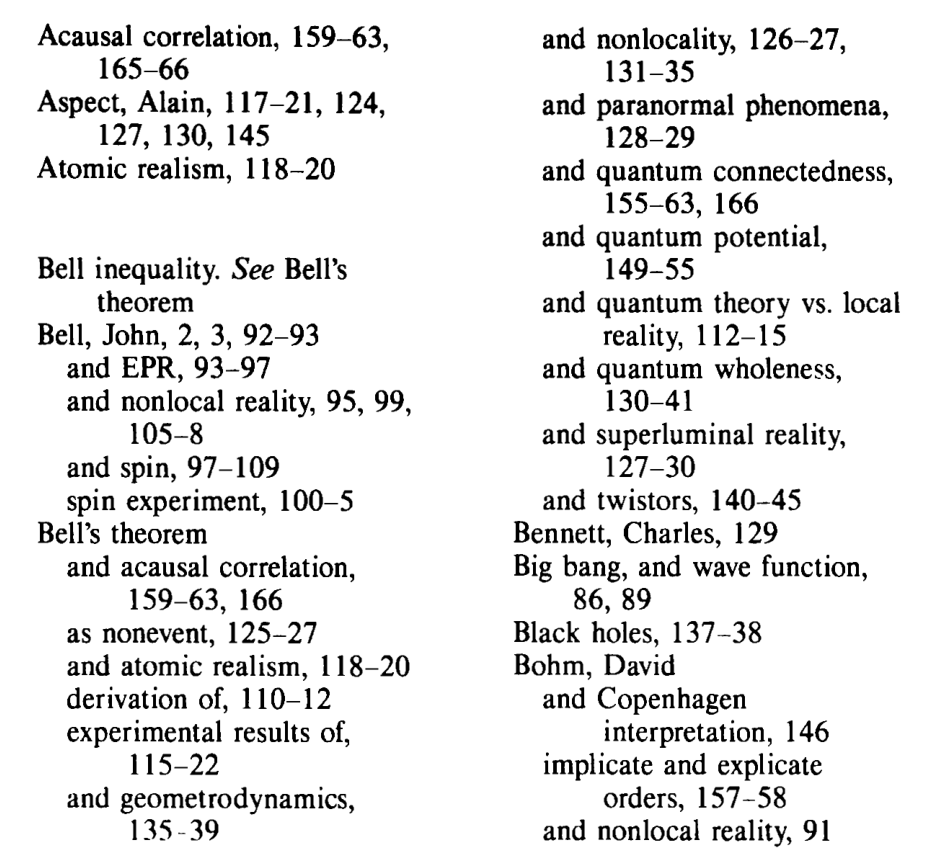 Acausal correlation, 159–63,
165–66
Aspect, Alain, 117–21, 124,
127, 130, 145
Atomic realism, 118–20
Bell inequality. See Bell's
theorem
Bell, John, 2, 3, 92–93
and EPR, 93–97
and nonlocal reality, 95, 99,
105–8
and spin, 97–109
spin experiment, 100–5
Bell's theorem
and acausal correlation,
159–63, 166
as nonevent, 125–27
and atomic realism, 118–20
derivation of, 110–12
experimental results of,
115–22
and geometrodynamics,
135–39
and nonlocality, 126–27,
131–35
and paranormal phenomena,
128–29
and quantum connectedness,
155–63, 166
and quantum potential,
149–55
and quantum theory vs. local
reality, 112–15
and quantum wholeness,
130–41
and superluminal reality,
127–30
and twistors, 140–45
Bennett, Charles, 129
Big bang, and wave function,
86, 89
Black holes, 137–38
Bohm, David
and Copenhagen
interpretation, 146
implicate and explicate
orders, 157–58
and nonlocal reality, 91